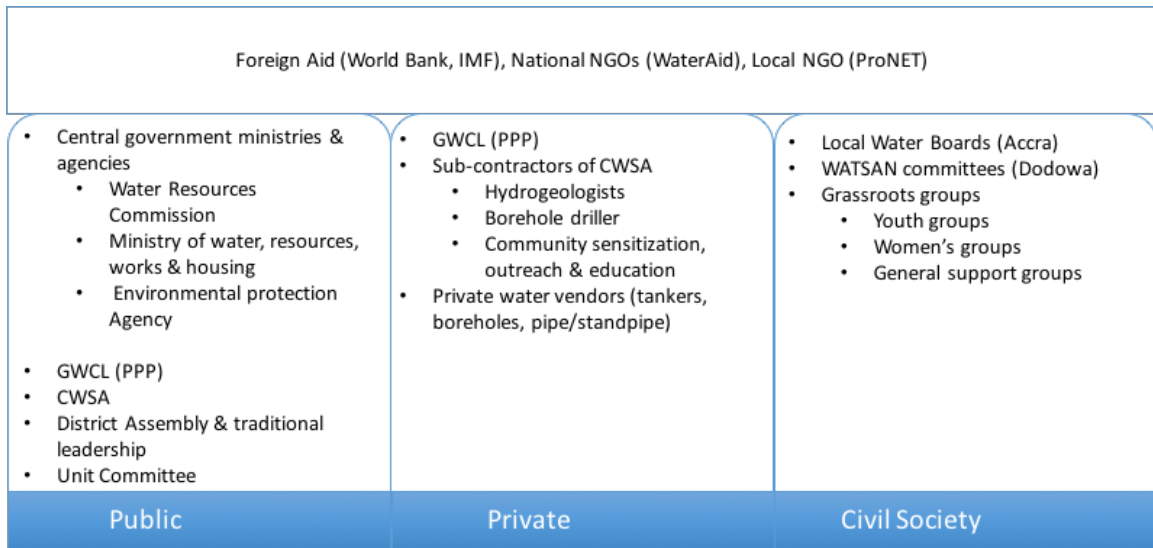 Foreign Aid (World Bank, IMF), National NGOs (WaterAid), Local NGO (ProNET)
• Central government ministries &
agencies
• Water Resources
Commission
• Ministry of water, resources,
works & housing
• Environmental protection
Agency
• GWCL (PPP)
• CWSA
• District Assembly & traditional
leadership
• Unit Committee
Public
• GWCL (PPP)
• Sub-contractors of CWSA
• Hydrogeologists
• Borehole driller
• Community sensitization,
outreach & education
• Private water vendors (tankers,
boreholes, pipe/standpipe)
Private
• Local Water Boards (Accra)
• WATSAN committees (Dodowa)
• Grassroots groups
• Youth groups
• Women's groups
• General support groups
Civil Society